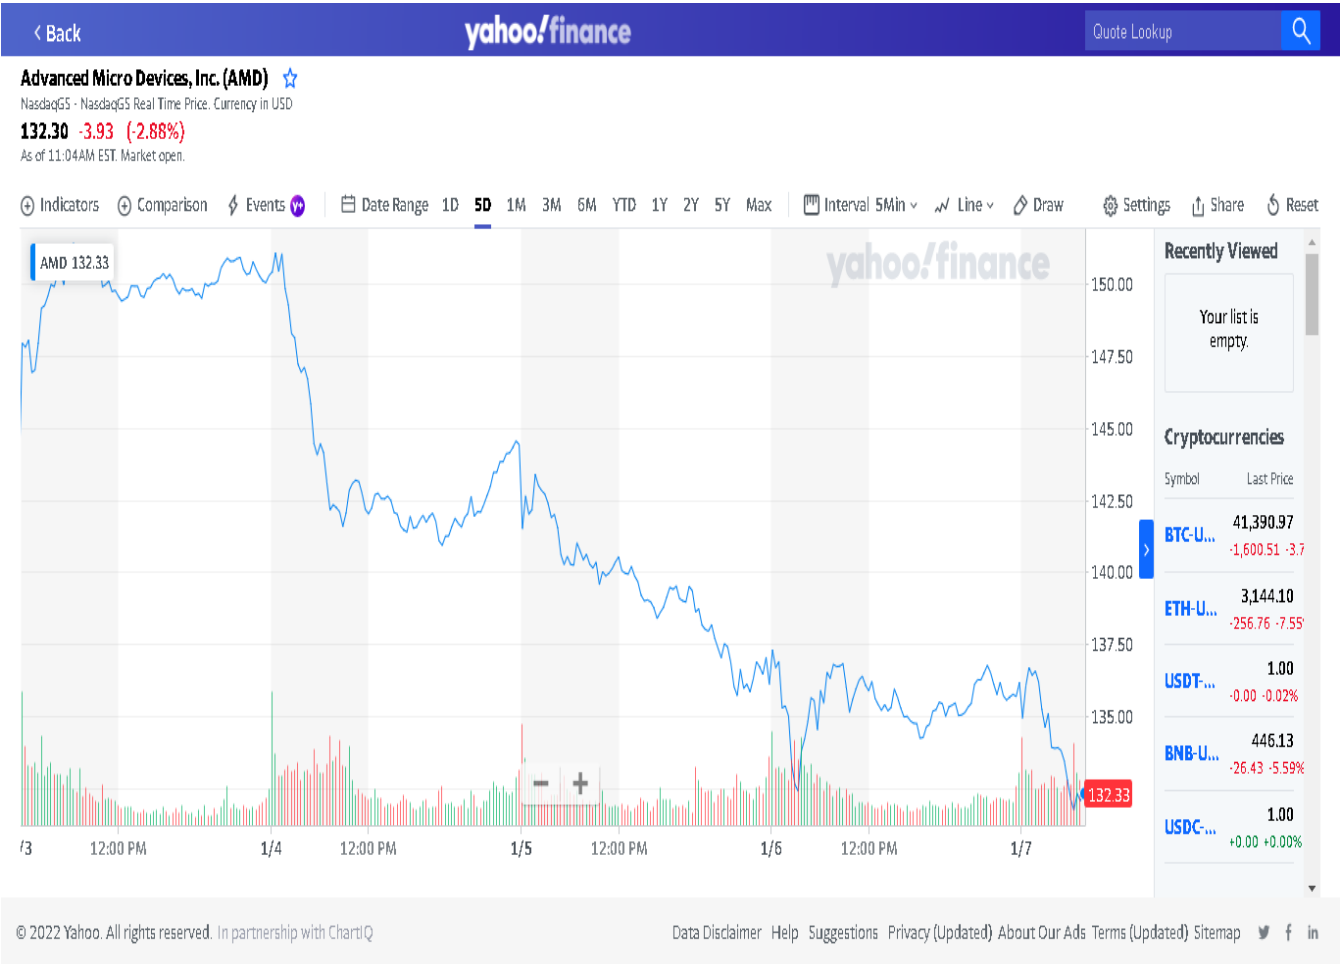 Back
yahoo!finance
Quote Lookup
Advanced Micro Devices, Inc. (AMD)
NasdaqGS - NasdaqGS Real Time Price. Currency in USD
132.30 -3.93 (-2.88%)
As of 11:04AM EST. Market open.
Indicators Comparison Events Y+ Date Range 1D 5D 1M 3M 6M YTD 1Y 2Y 5Y Max Interval 5Min Line Draw Settings Share Reset
AMD 132.33
yahoo!finance
150.00
147.50
145.00
142.50
140.00
137.50
135.00
132.33
/3 12:00 PM 1/4 12:00 PM 1/5 12:00 PM 1/6 12:00 PM 1/7
Recently Viewed
Your list is
empty.
Cryptocurrencies
Symbol Last Price
BTC-U... 41,390.97
-1,600.51 -3.7
ETH-U... 3,144.10
-256.76 -7.55
USDT-... 1.00
-0.00 -0.02%
BNB-U... 446.13
-26.43 -5.59%
USDC-... 1.00
+0.00 +0.00%
© 2022 Yahoo. All rights reserved. In partnership with ChartIQ
Data Disclaimer Help Suggestions Privacy (Updated) About Our Ads Terms (Updated) Sitemap